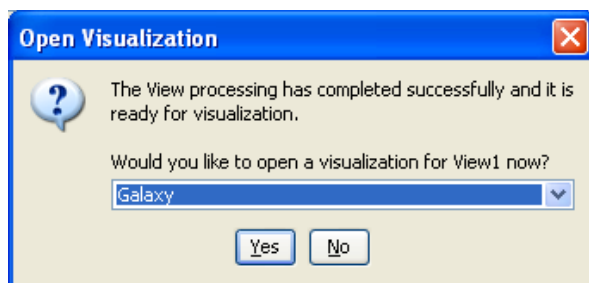 Open Visualization
The View processing has completed successfully and it is
ready for visualization.
Would you like to open a visualization for View1 now?
Galaxy
Yes No